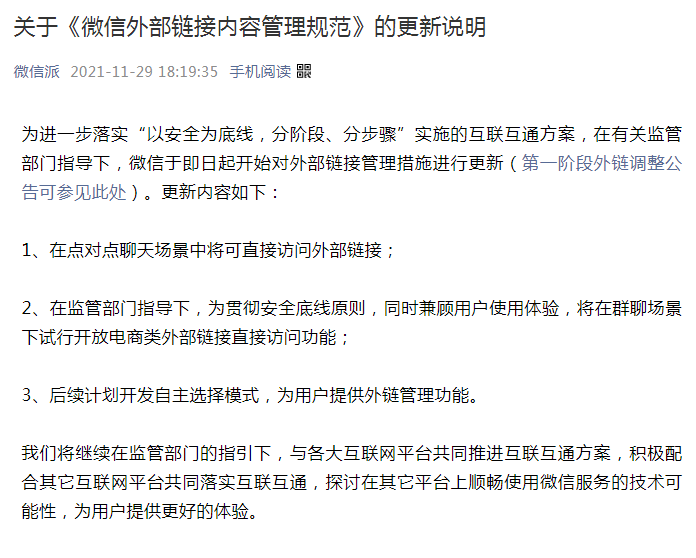 关于《微信外部链接内容管理规范》的更新说明
微信派 2021-11-29 18:19:35 手机阅读
为进一步落实“以安全为底线，分阶段、分步骤”实施的互联互通方案，在有关监管
部门指导下，微信于即日起开始对外部链接管理措施进行更新（第一阶段外链调整公
告可参见此处）。更新内容如下：
1、在点对点聊天场景中将可直接访问外部链接；
2、在监管部门指导下，为贯彻安全底线原则，同时兼顾用户使用体验，将在群聊场景
下试行开放电商类外部链接直接访问功能；
3、后续计划开发自主选择模式，为用户提供外链管理功能。
我们将继续在监管部门的指引下，与各大互联网平台共同推进互联互通方案，积极配
合其它互联网平台共同落实互联互通，探讨在其它平台上顺畅使用微信服务的技术可
能性，为用户提供更好的体验。